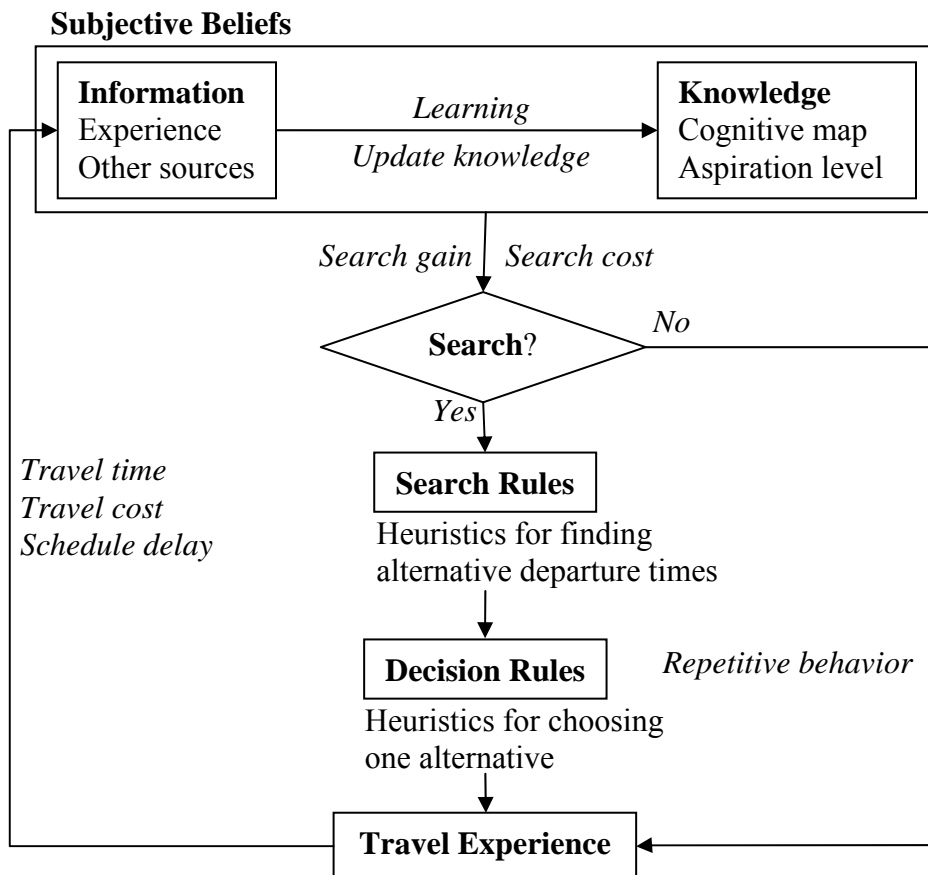 Subjective Beliefs
Information
Experience
Other sources
Learning
Update knowledge
Knowledge
Cognitive map
Aspiration level
Search gain
Search cost
Search?
No
Yes
Travel time
Travel cost
Schedule delay
Search Rules
Heuristics for finding
alternative departure times
Decision Rules
Repetitive behavior
Heuristics for choosing
one alternative
Travel Experience